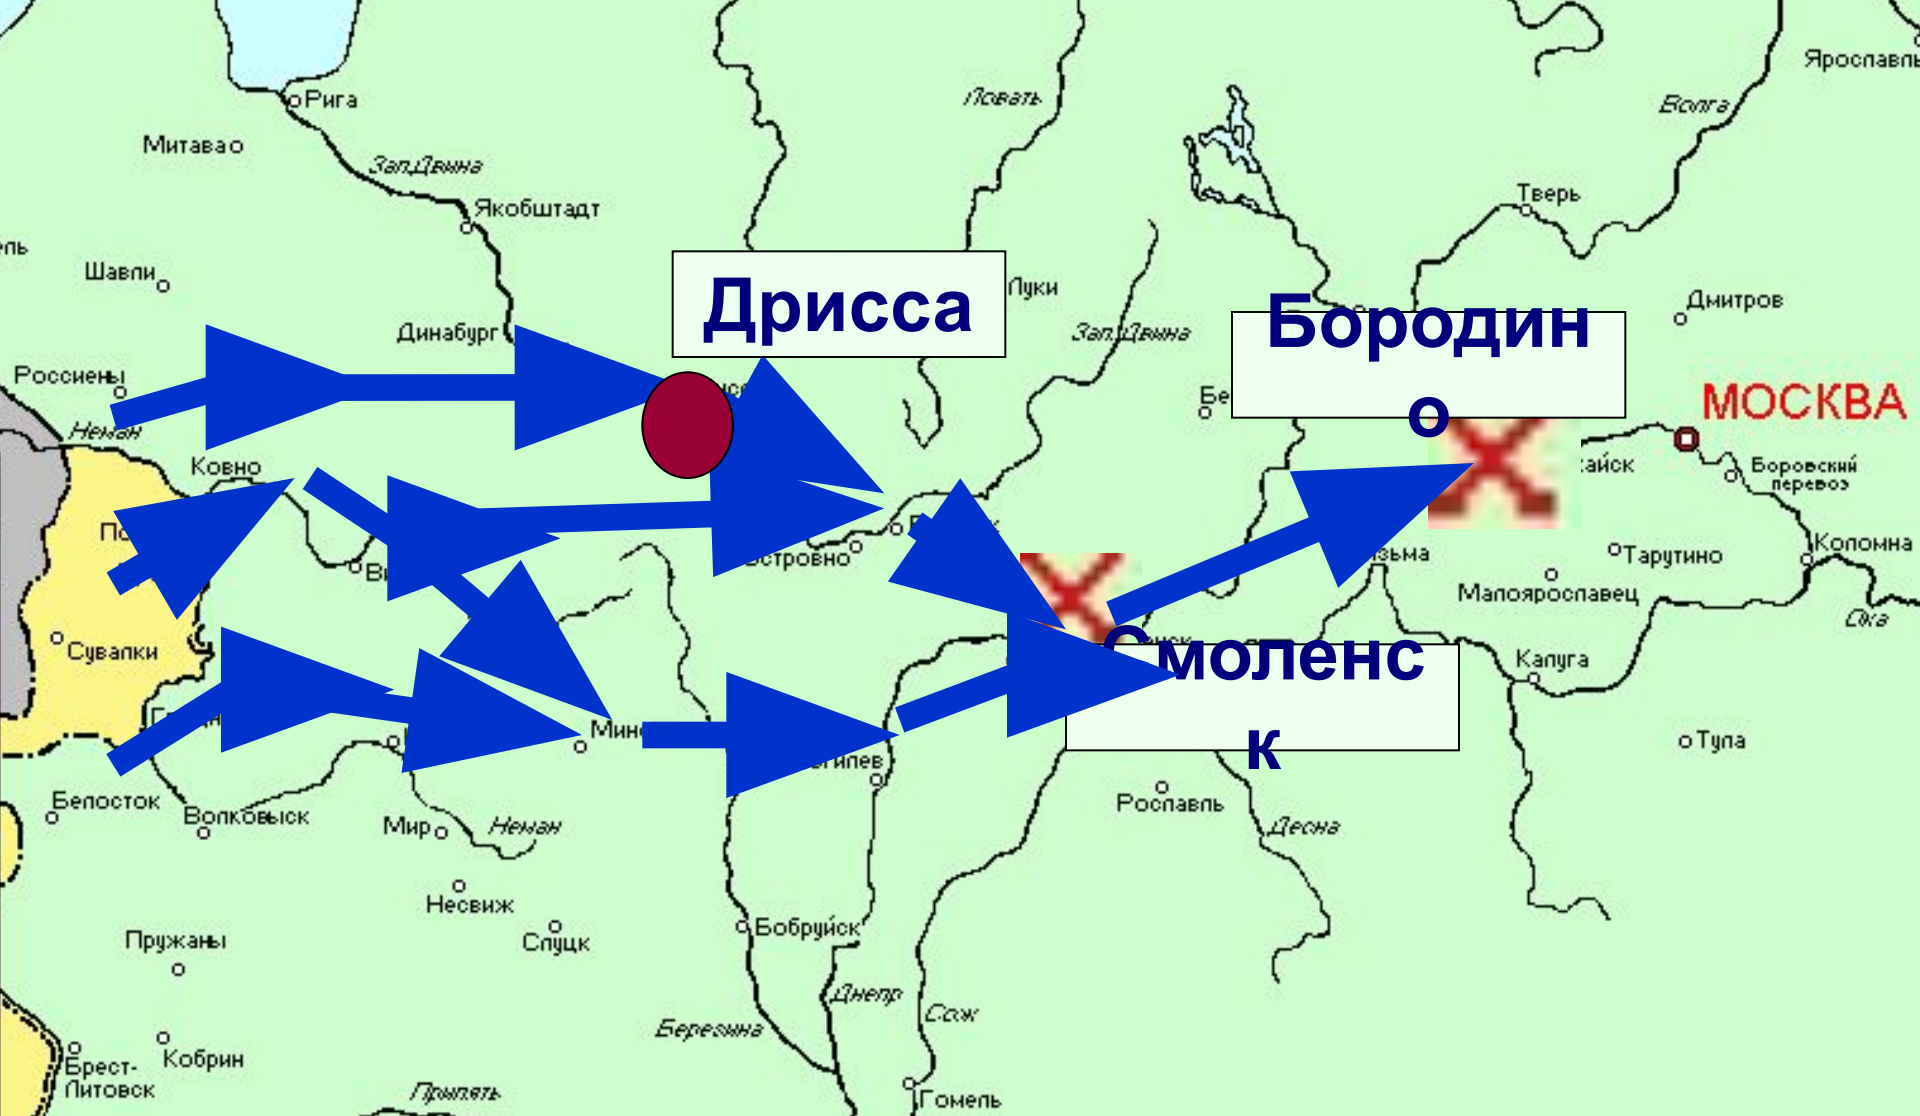 Рига
Ловать
Ярославль
Волга
Митава
Зап.Двина
Якобштадт
Тверь
Шавли
Дрисса
Луки
Бородин
о
Дмитров
Динабург
Зап.Двина
Россиены
МОСКВА
Неман
Ковно
Боровский
перевоз
Тарутино
Коломна
Островно
Малоярославец
Ока
Сувалки
Смоленс
к
Калуга
Тула
Белосток
Волковыск
Мир
Неман
Рославль
Десна
Несвиж
Слуцк
Бобруйск
Пружаны
Днепр
Сож
Березина
Брест-
Литовск
Кобрин
Припять
Гомель